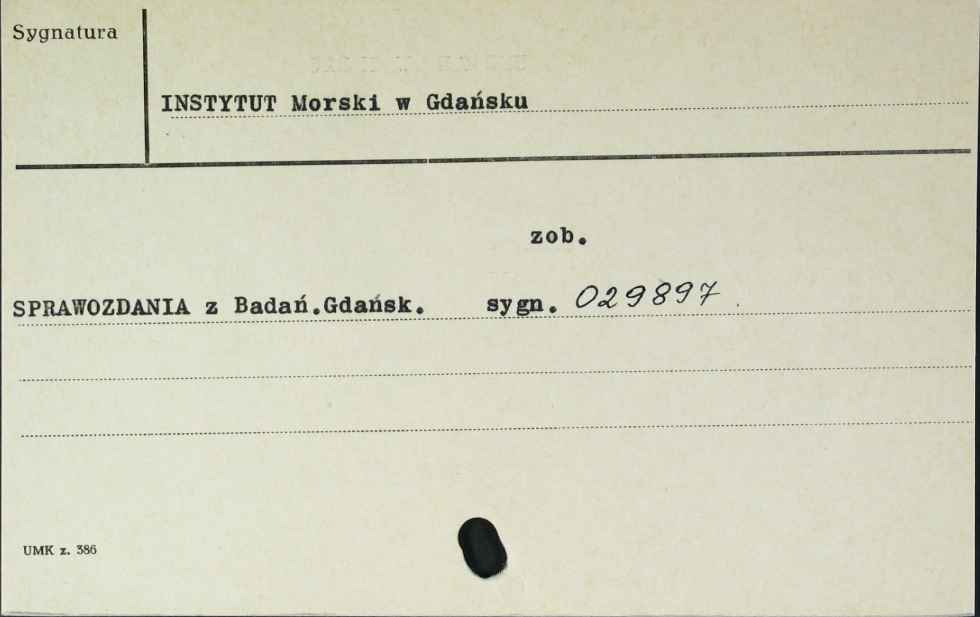 Sygnatura
INSTYTUT Morski w Gdańsku
zob.
SPRAWOZDANIA z Badań.Gdańsk. sygn. 029897
UMK z. 386